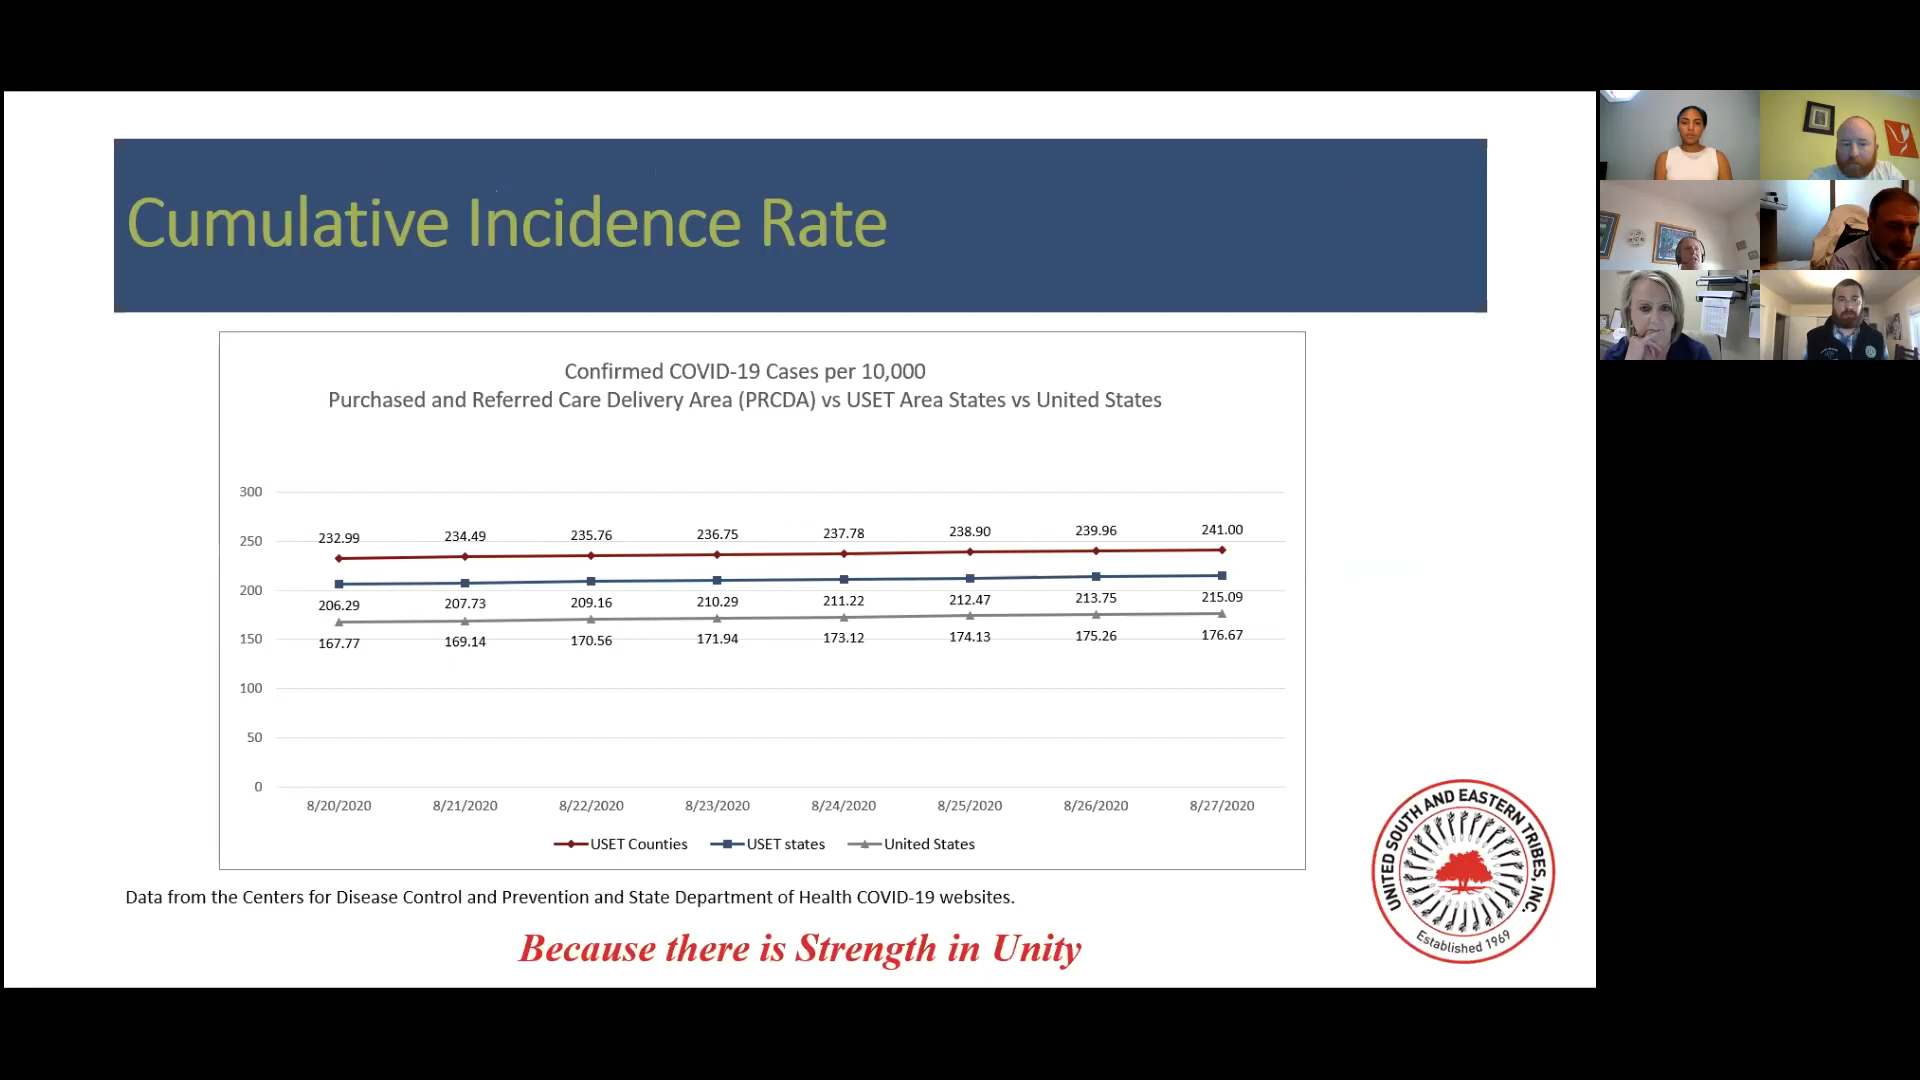 Cumulative Incidence Rate
Confirmed COVID-19 Cases per 10,000
Purchased and Referred Care Delivery Area (PRCDA) vs USET Area States vs United States
300
250
200
150
100
50
0
232.99 234.49 235.76 236.75 237.78 238.90 239.96 241.00
206.29 207.73 209.16 210.29 211.22 212.47 213.75 215.09
167.77 169.14 170.56 171.94 173.12 174.13 175.26 176.67
8/20/2020 8/21/2020 8/22/2020 8/23/2020 8/24/2020 8/25/2020 8/26/2020 8/27/2020
USET Counties USET states United States
Data from the Centers for Disease Control and Prevention and State Department of Health COVID-19 websites.
Because there is Strength in Unity
UNITED SOUTH AND EASTERN TRIBES, INC.
Established 1969